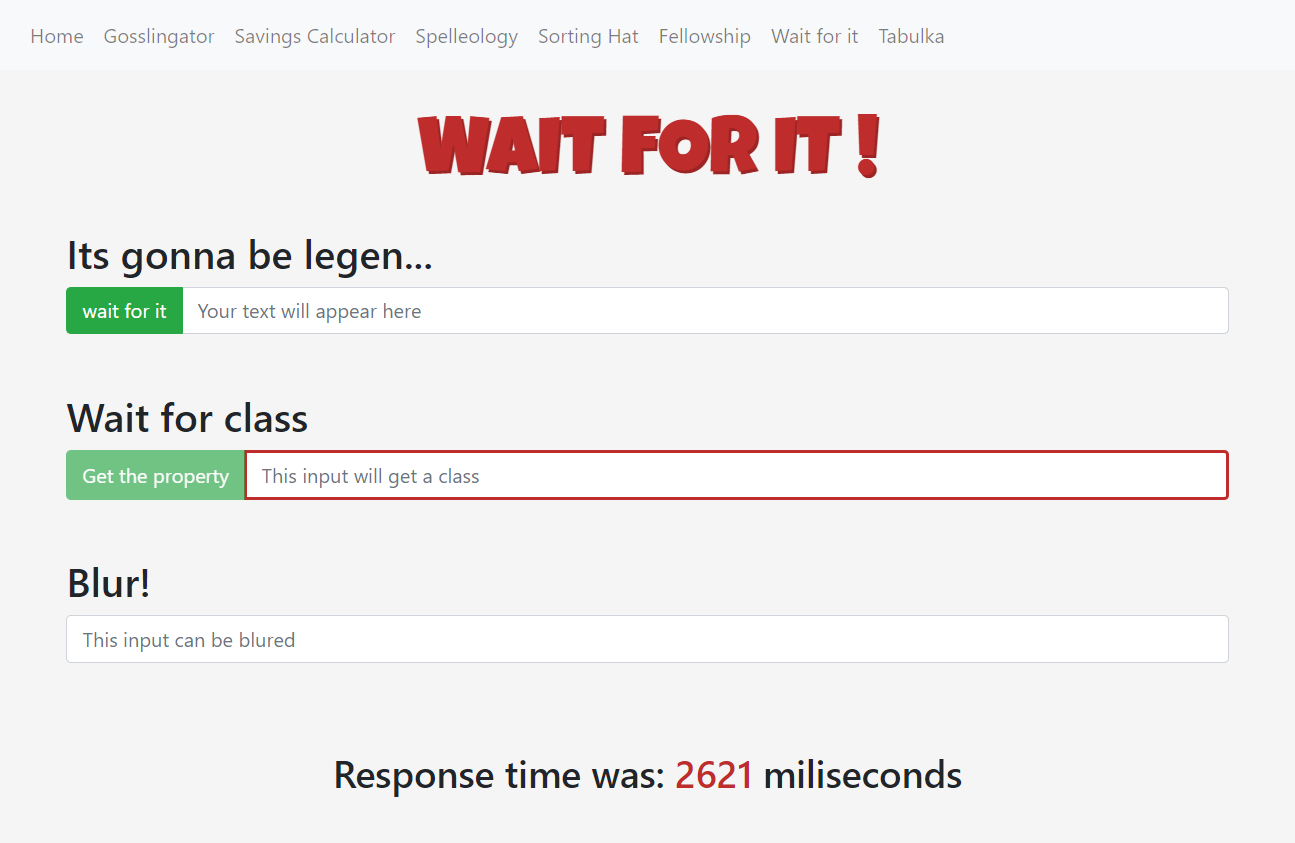 Home Gosslingator Savings Calculator Spelleology Sorting Hat Fellowship Wait for it Tabulka
WAIT FOR IT !
Its gonna be legen...
wait for it Your text will appear here
Wait for class
Get the property This input will get a class
Blur!
This input can be blured
Response time was: 2621 miliseconds